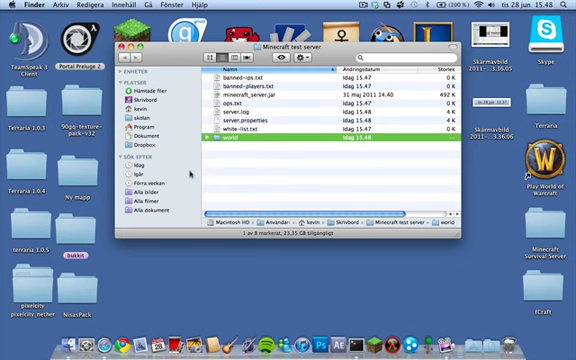 Finder Arkiv Redigera Innehåll Gå Fönster Hjälp (100 %) tis 28 jun 15.48
TeamSpeak 3 Client
Portal Preluge 2
Terraria 1.0.3
90gq-texture-pack-v32
Terraria 1.0.4
Ny mapp
terraria 1.0.5
bukkit
pixelcity
pixelcity_nether
NisasPack
Minecraft test server
ENHETER
PLATSER
Hämtade filer
Skrivbord
kevin
skolan
Program
Dokument
Dropbox
SÖK EFTER
Idag
Igår
Förra veckan
Alla bilder
Alla filmer
Alla dokument
Namn Ändringsdatum Storlek
banned-ips.txt Idag 15.47 0 K
banned-players.txt Idag 15.47 0 K
minecraft_server.jar 31 maj 2011 14.40 492 K
ops.txt Idag 15.47 0 K
server.log Idag 15.48 4 K
server.properties Idag 15.48 4 K
white-list.txt Idag 15.47 0 K
world Idag 15.48
Macintosh HD Användar kevin Skrivbord Minecraft test server world
1 av 8 markerat, 23,35 GB tillgängligt
Skärmavbild 2011-...3.36.05
Skype
Skärmavbild 2011-...3.36.06
Terraria
Play World of Warcraft
Minecraft Survival Server
fCraft